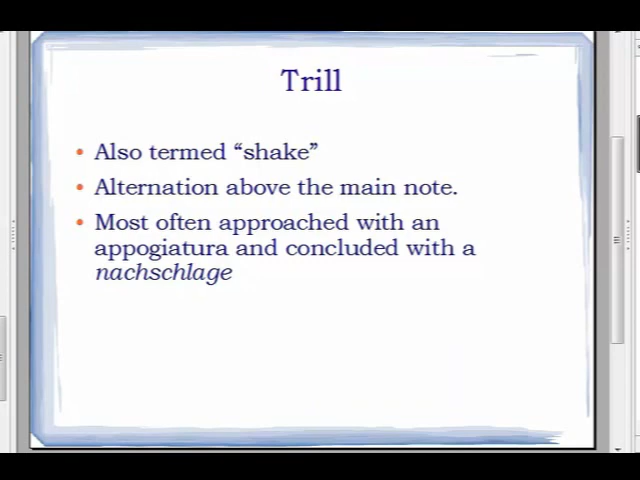 Trill
• Also termed “shake”
• Alternation above the main note.
• Most often approached with an
appogiatura and concluded with a
nachschlage